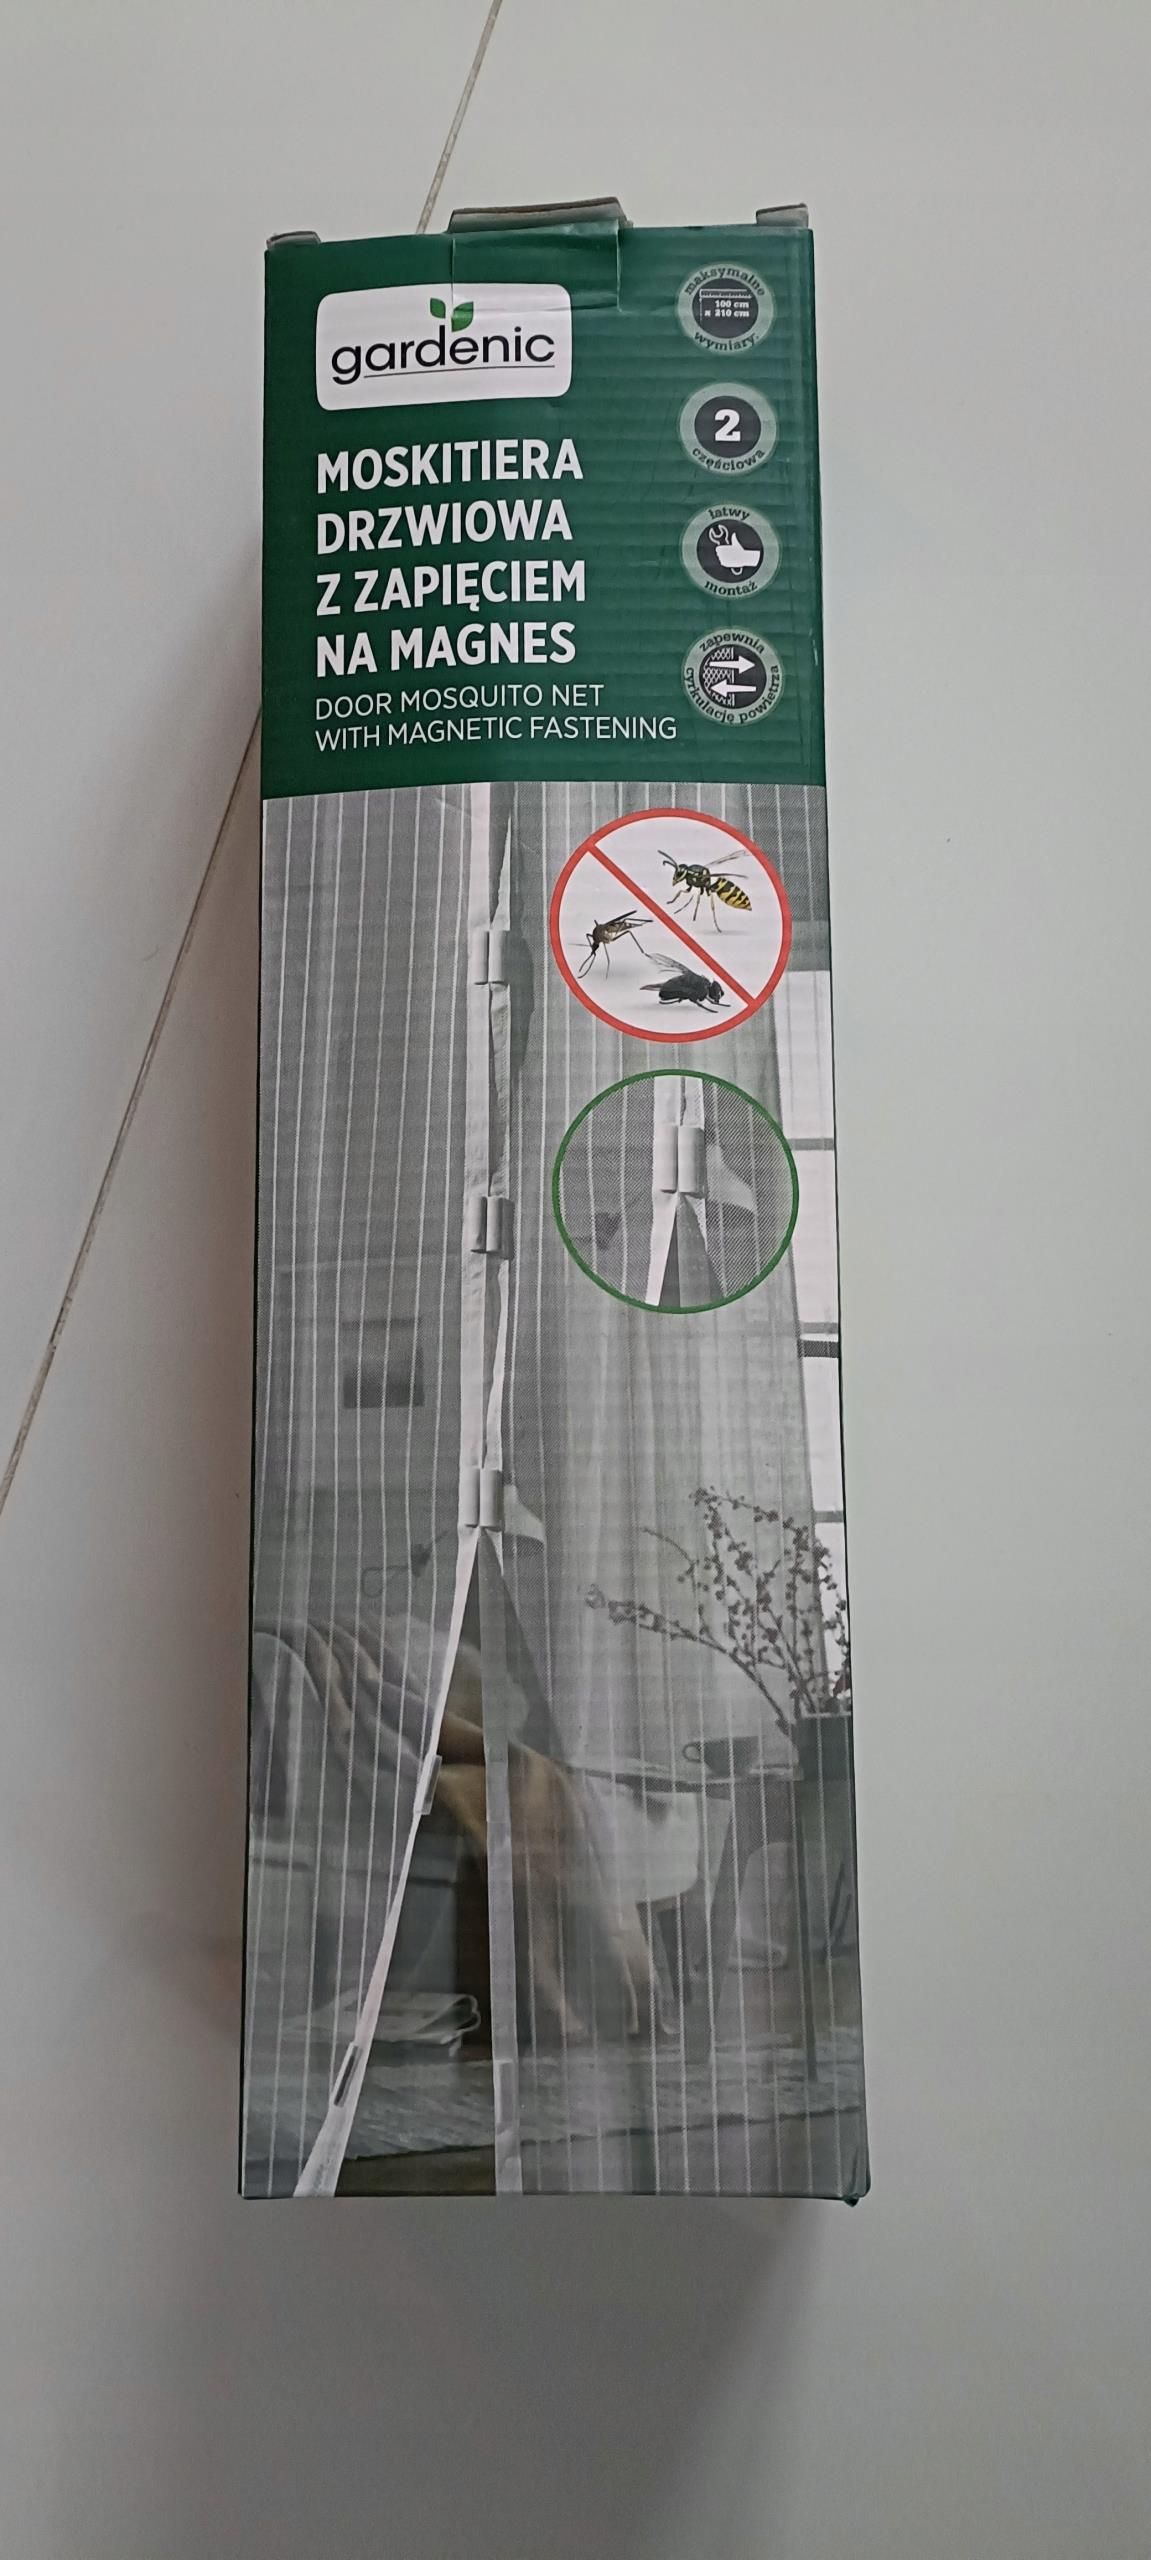 gardenic
MOSKITIERA
DRZWIOWA
Z ZAPIĘCIEM
NA MAGNES
DOOR MOSQUITO NET
WITH MAGNETIC FASTENING
maksymalne
100 cm
x 210 cm
wymiary:
2
częściowa
łatwy
montaż
zapewnia
cyrkulację powietrza